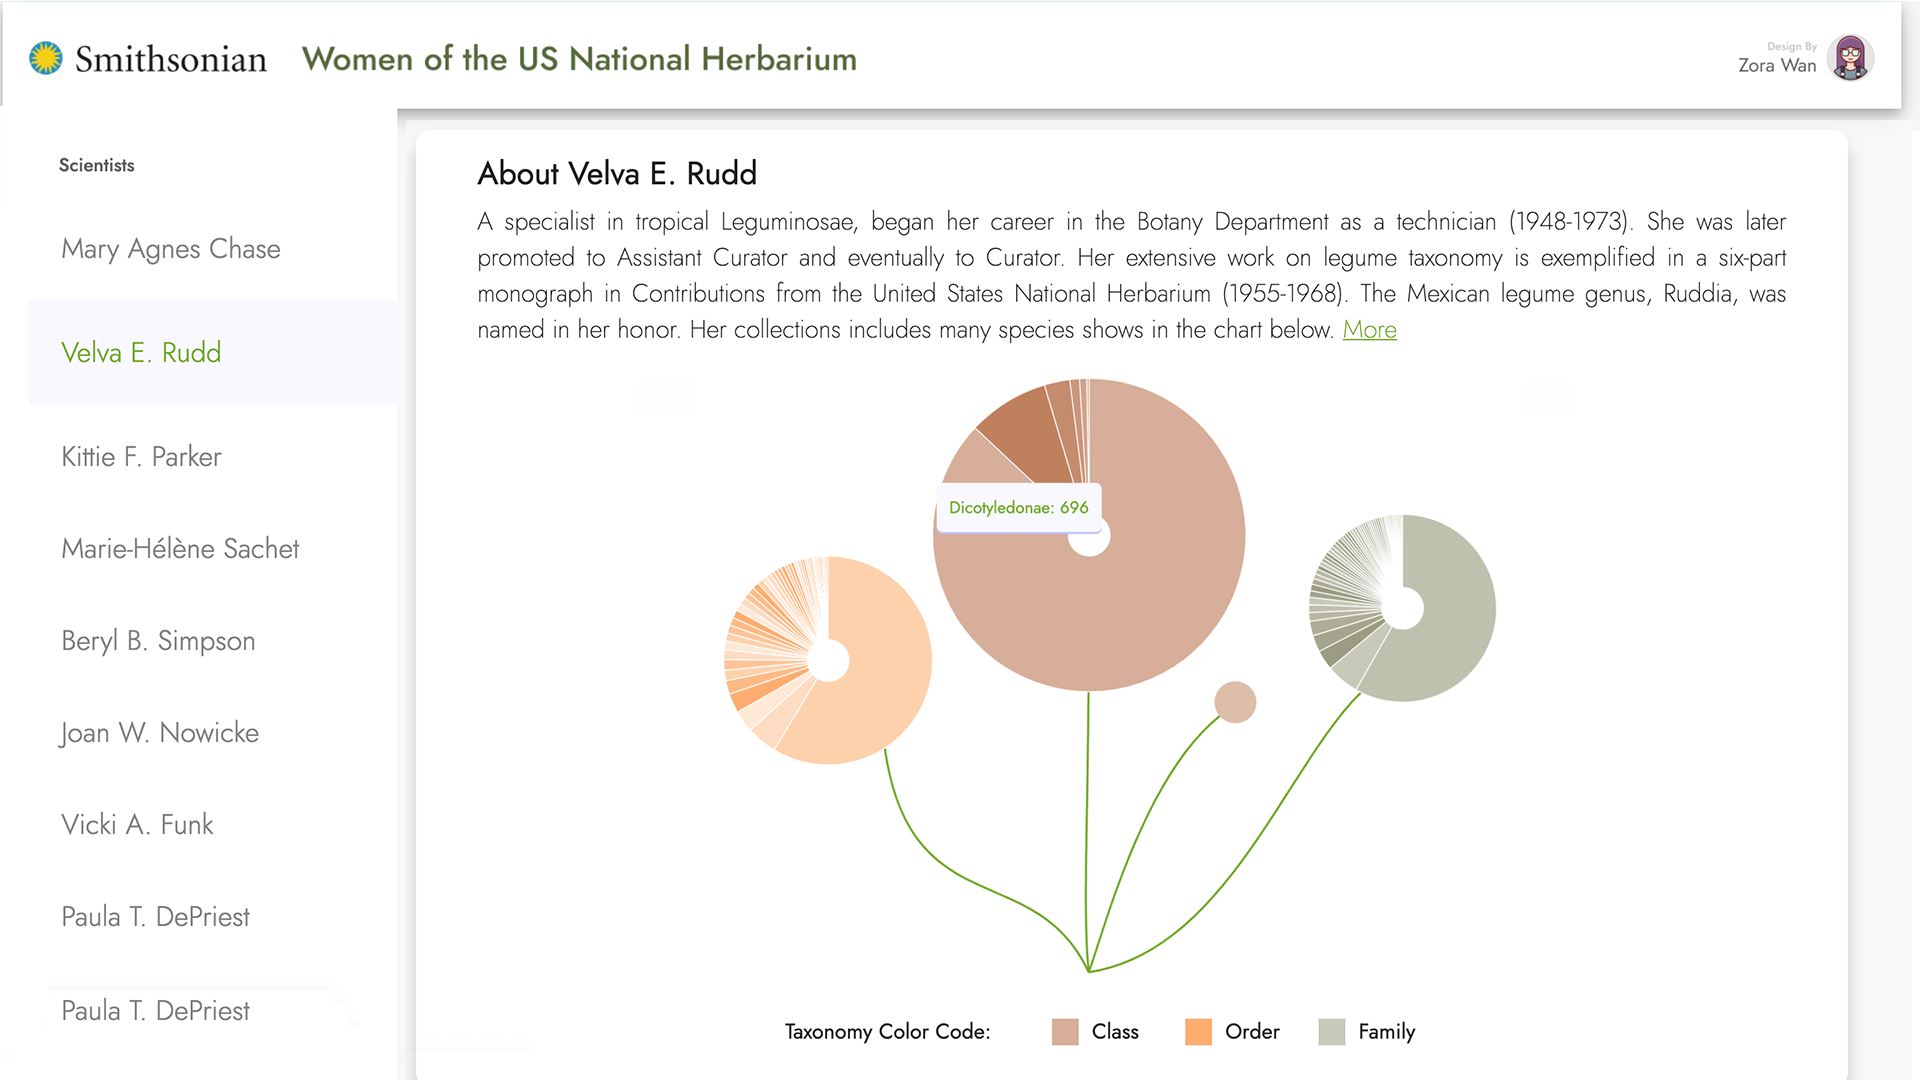 Smithsonian
Women of the US National Herbarium
Design By
Zora Wan
Scientists
Mary Agnes Chase
Velva E. Rudd
Kittie F. Parker
Marie-Hélène Sachet
Beryl B. Simpson
Joan W. Nowicke
Vicki A. Funk
Paula T. DePriest
Paula T. DePriest
About Velva E. Rudd
A specialist in tropical Leguminosae, began her career in the Botany Department as a technician (1948-1973). She was later
promoted to Assistant Curator and eventually to Curator. Her extensive work on legume taxonomy is exemplified in a six-part
monograph in Contributions from the United States National Herbarium (1955-1968). The Mexican legume genus, Ruddia, was
named in her honor. Her collections includes many species shows in the chart below. More
Dicotyledonae: 696
Taxonomy Color Code:
Class
Order
Family